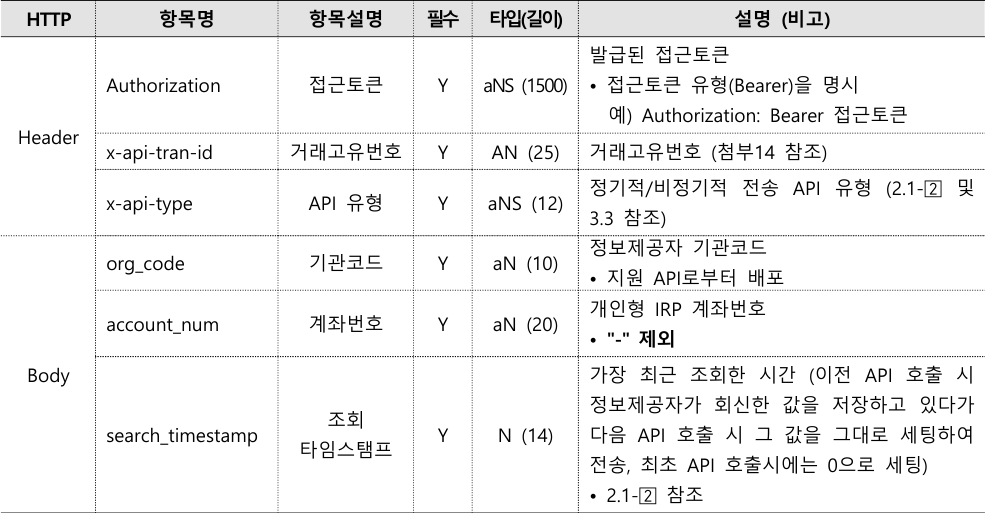 HTTP 항목명 항목설명 필수 타입(길이) 설명 (비고)
Header
Authorization 접근토큰 Y aNS (1500)
발급된 접근토큰
• 접근토큰 유형(Bearer)을 명시
예) Authorization: Bearer 접근토큰
x-api-tran-id 거래고유번호 Y AN (25) 거래고유번호 (첨부14 참조)
x-api-type API 유형 Y aNS (12)
정기적/비정기적 전송 API 유형 (2.1-2️⃣ 및
3.3 참조)
Body
org_code 기관코드 Y aN (10)
정보제공자 기관코드
• 지원 API로부터 배포
account_num 계좌번호 Y aN (20)
개인형 IRP 계좌번호
• "-" 제외
search_timestamp
조회
타임스탬프
Y N (14)
가장 최근 조회한 시간 (이전 API 호출 시
정보제공자가 회신한 값을 저장하고 있다가
다음 API 호출 시 그 값을 그대로 세팅하여
전송, 최초 API 호출시에는 0으로 세팅)
• 2.1-2️⃣ 참조